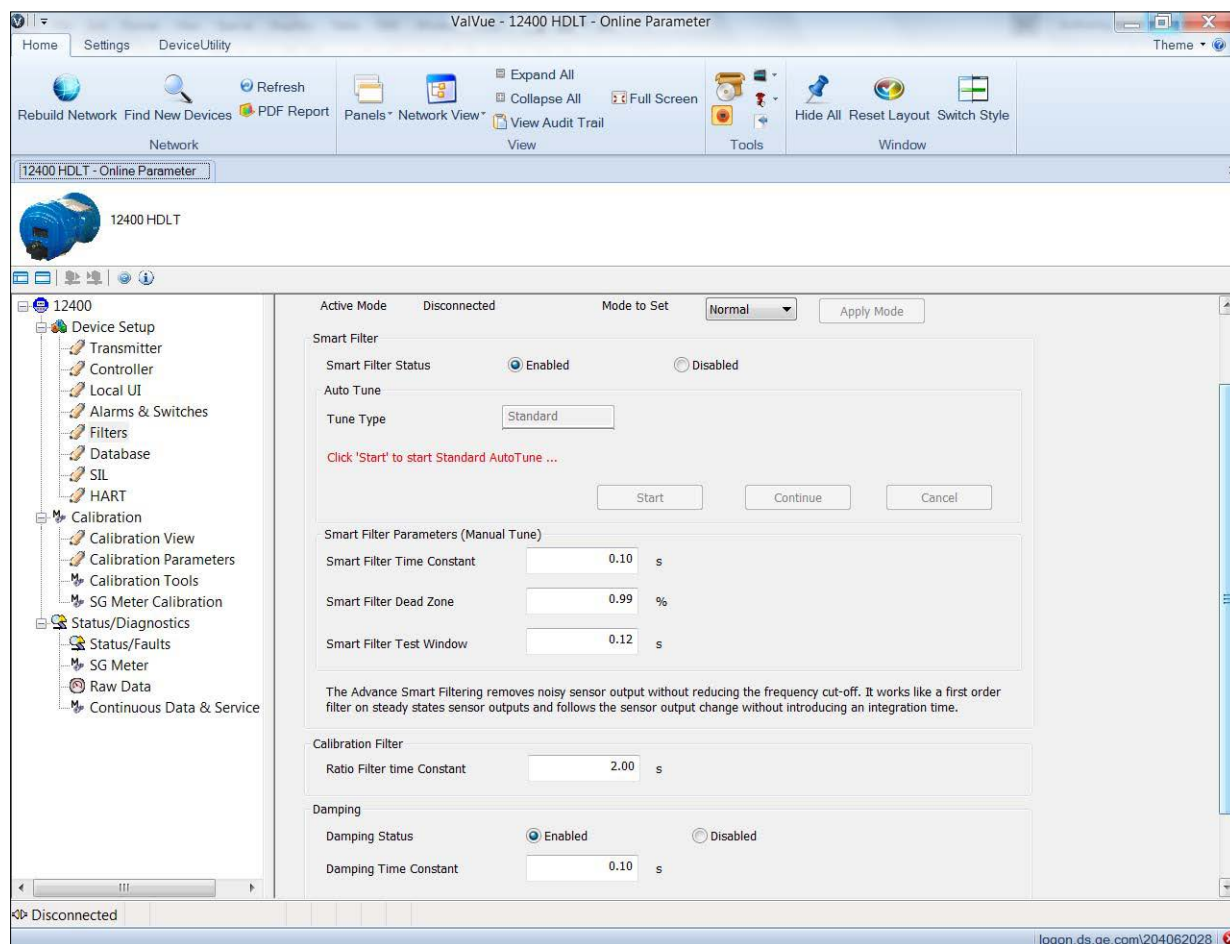 ValVue - 12400 HDLT - Online Parameter
Home Settings DeviceUtility
Theme
Rebuild Network Find New Devices Refresh PDF Report
Network
Panels Network View Expand All Collapse All View Audit Trail Full Screen
View
Tools
Hide All Reset Layout Switch Style
Window
12400 HDLT - Online Parameter
12400 HDLT
12400
Device Setup
Transmitter
Controller
Local UI
Alarms & Switches
Filters
Database
SIL
HART
Calibration
Calibration View
Calibration Parameters
Calibration Tools
SG Meter Calibration
Status/Diagnostics
Status/Faults
SG Meter
Raw Data
Continuous Data & Service
Active Mode Disconnected Mode to Set Normal Apply Mode
Smart Filter
Smart Filter Status Enabled Disabled
Auto Tune
Tune Type Standard
Click 'Start' to start Standard AutoTune ...
Start Continue Cancel
Smart Filter Parameters (Manual Tune)
Smart Filter Time Constant 0.10 s
Smart Filter Dead Zone 0.99 %
Smart Filter Test Window 0.12 s
The Advance Smart Filtering removes noisy sensor output without reducing the frequency cut-off. It works like a first order
filter on steady states sensor outputs and follows the sensor output change without introducing an integration time.
Calibration Filter
Ratio Filter time Constant 2.00 s
Damping
Damping Status Enabled Disabled
Damping Time Constant 0.10 s
Disconnected
logon.ds.ge.com\204062028